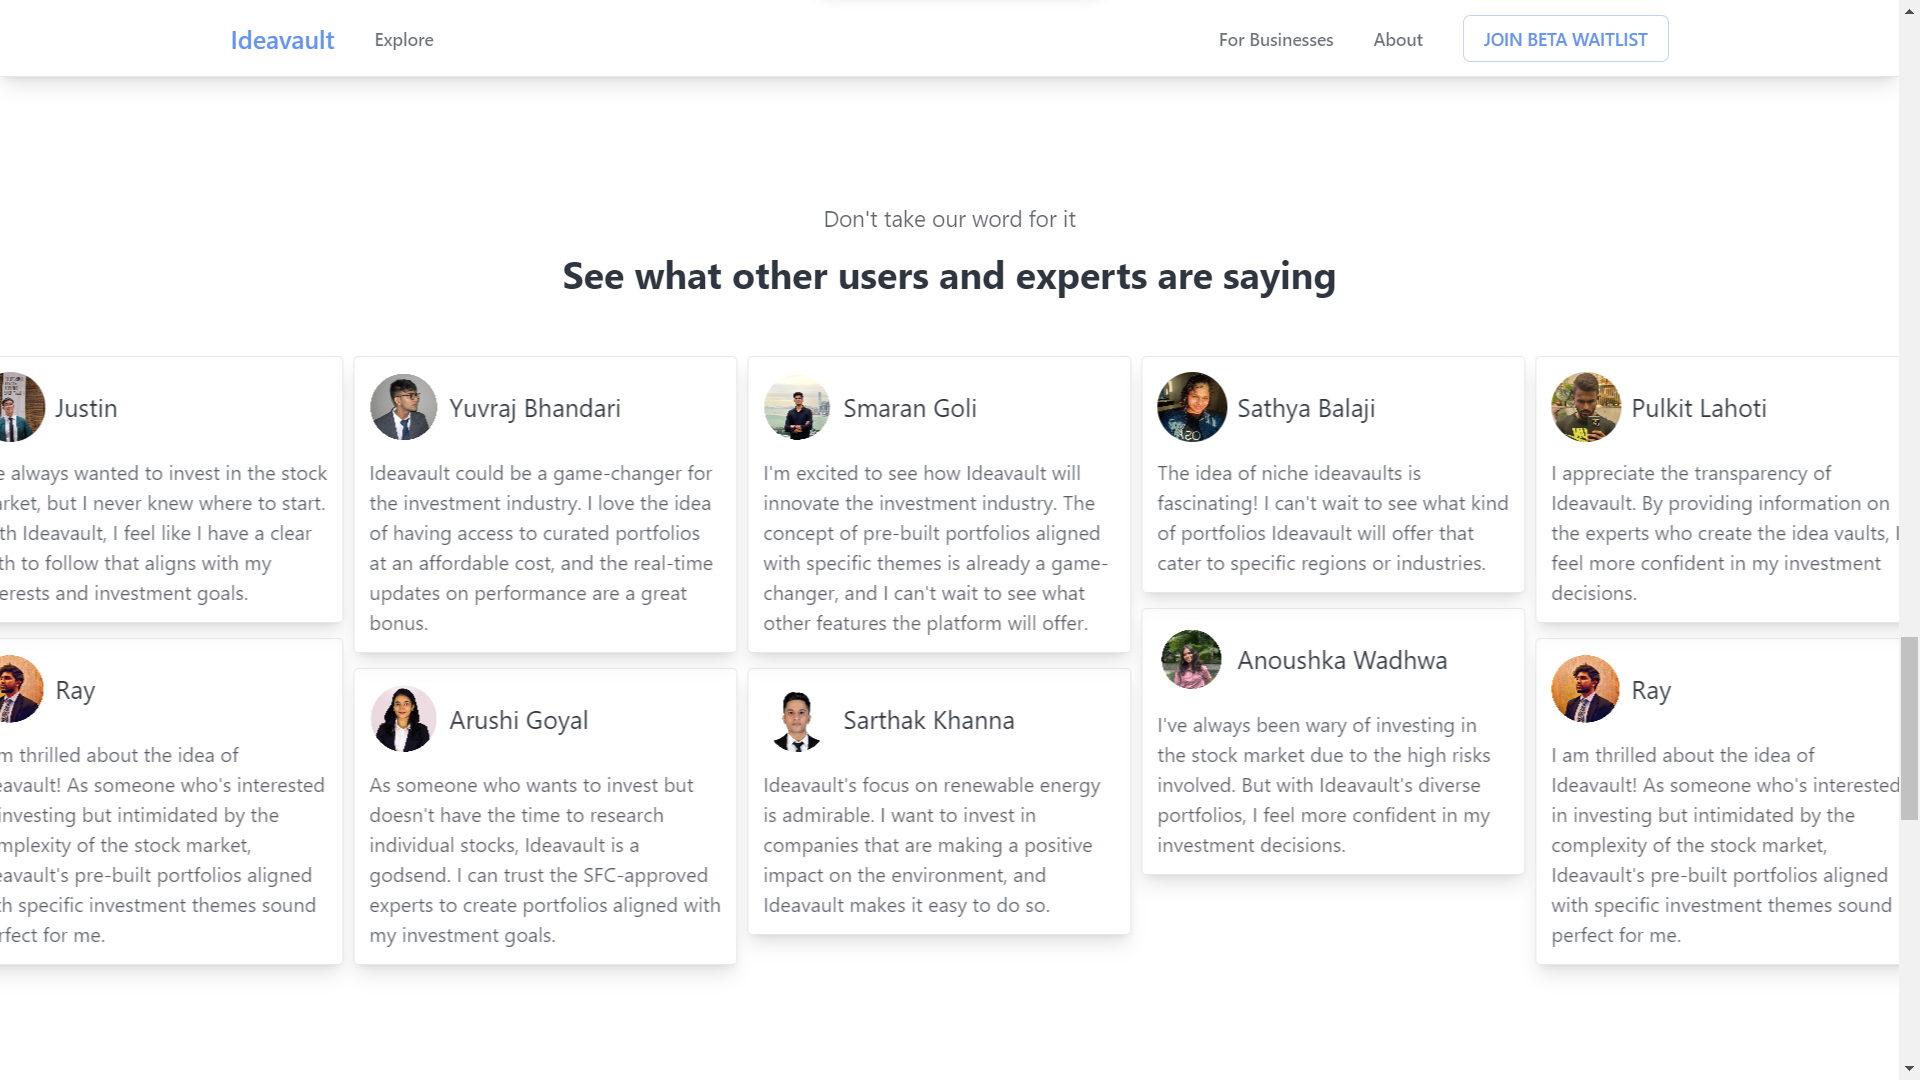 Ideavault
Explore
For Businesses
About
JOIN BETA WAITLIST
Don't take our word for it
See what other users and experts are saying
Justin
always wanted to invest in the stock
but I never knew where to start.
Ideavault, I feel like I have a clear
to follow that aligns with my
and investment goals.
Ray
thrilled about the idea of
As someone who's interested
investing but intimidated by the
of the stock market,
pre-built portfolios aligned
specific investment themes sound
for me.
Yuvraj Bhandari
Ideavault could be a game-changer for
the investment industry. I love the idea
of having access to curated portfolios
at an affordable cost, and the real-time
updates on performance are a great
bonus.
Arushi Goyal
As someone who wants to invest but
doesn't have the time to research
individual stocks, Ideavault is a
godsend. I can trust the SFC-approved
experts to create portfolios aligned with
my investment goals.
Smaran Goli
I'm excited to see how Ideavault will
innovate the investment industry. The
concept of pre-built portfolios aligned
with specific themes is already a game-
changer, and I can't wait to see what
other features the platform will offer.
Sarthak Khanna
Ideavault's focus on renewable energy
is admirable. I want to invest in
companies that are making a positive
impact on the environment, and
Ideavault makes it easy to do so.
Sathya Balaji
The idea of niche ideavaults is
fascinating! I can't wait to see what kind
of portfolios Ideavault will offer that
cater to specific regions or industries.
Anoushka Wadhwa
I've always been wary of investing in
the stock market due to the high risks
involved. But with Ideavault's diverse
portfolios, I feel more confident in my
investment decisions.
Pulkit Lahoti
I appreciate the transparency of
Ideavault. By providing information on
the experts who create the idea vaults, I
feel more confident in my investment
decisions.
Ray
I am thrilled about the idea of
Ideavault! As someone who's interested
in investing but intimidated by the
complexity of the stock market,
Ideavault's pre-built portfolios aligned
with specific investment themes sound
perfect for me.